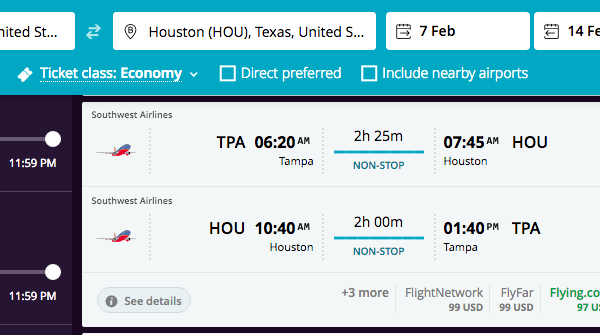 nited St...
B
Houston (HOU), Texas, United S...
7 Feb
14 Fe
Ticket class: Economy
Direct preferred
Include nearby airports
11:59 PM
11:59 PM
Southwest Airlines
TPA 06:20 AM
Tampa
2h 25m
NON-STOP
07:45 AM HOU
Houston
Southwest Airlines
HOU 10:40 AM
Houston
2h 00m
NON-STOP
01:40 PM TPA
Tampa
See details
+3 more
FlightNetwork
99 USD
FlyFar
99 USD
Flying.co
97 US